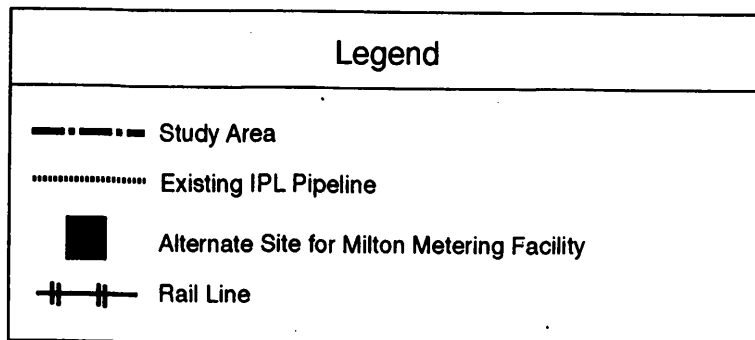 Legend
Study Area
Existing IPL Pipeline
Alternate Site for Milton Metering Facility
Rail Line